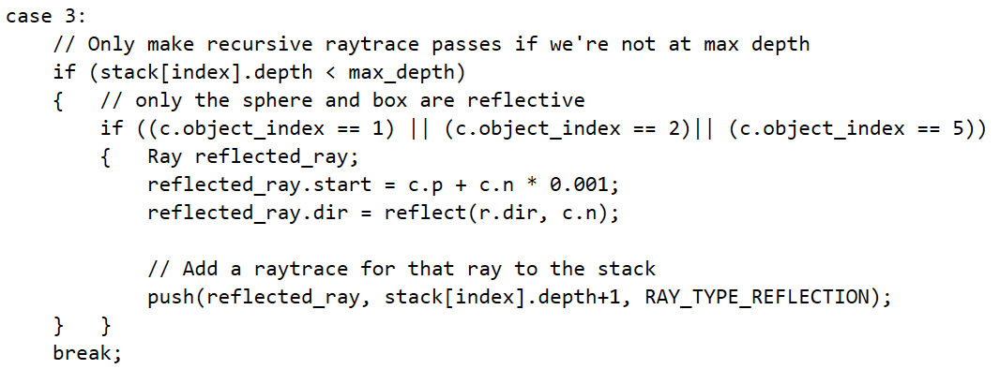 case 3:
    // Only make recursive raytrace passes if we're not at max depth
    if (stack[index].depth < max_depth)
    {   // only the sphere and box are reflective
        if ((c.object_index == 1) || (c.object_index == 2)|| (c.object_index == 5))
        {   Ray reflected_ray;
            reflected_ray.start = c.p + c.n * 0.001;
            reflected_ray.dir = reflect(r.dir, c.n);

            // Add a raytrace for that ray to the stack
            push(reflected_ray, stack[index].depth+1, RAY_TYPE_REFLECTION);
    }   }
    break;